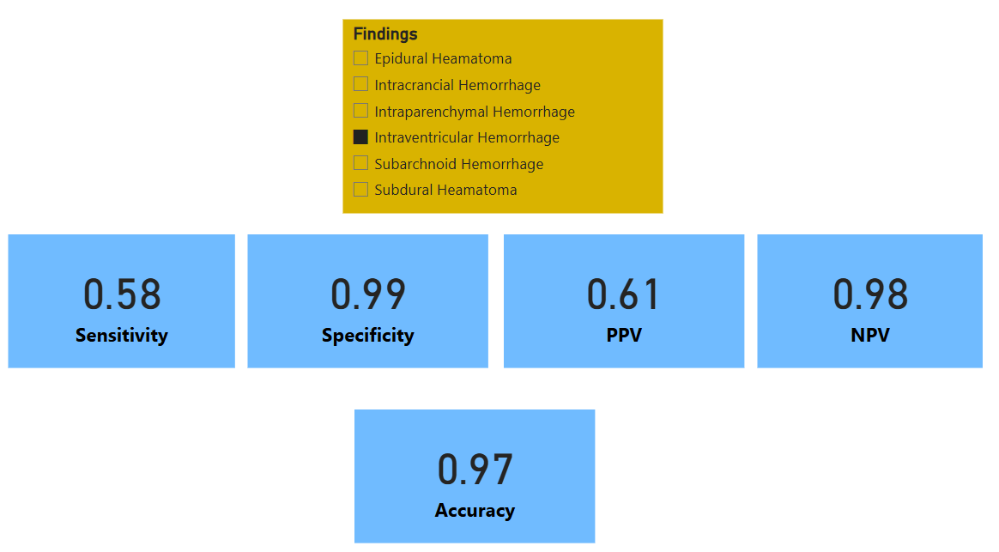 Findings
Epidural Heamatoma
Intracrancial Hemorrhage
Intraparenchymal Hemorrhage
Intraventricular Hemorrhage
Subarchnoid Hemorrhage
Subdural Heamatoma
0.58
Sensitivity
0.99
Specificity
0.61
PPV
0.98
NPV
0.97
Accuracy